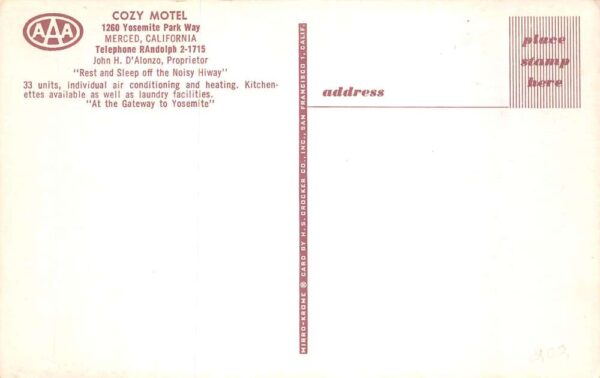 AAA
COZY MOTEL
1260 Yosemite Park Way
MERCED, CALIFORNIA
Telephone RAndolph 2-1715
John H. D'Alonzo, Proprietor
"Rest and Sleep off the Noisy Hiway"
33 units, individual air conditioning and heating. Kitchen-
ettes available as well as laundry facilities.
"At the Gateway to Yosemite"
MIRRO-KROME ® CARD BY H. S. CROCKER CO., INC., SAN FRANCISCO 1, CALIF.
place
stamp
here
address